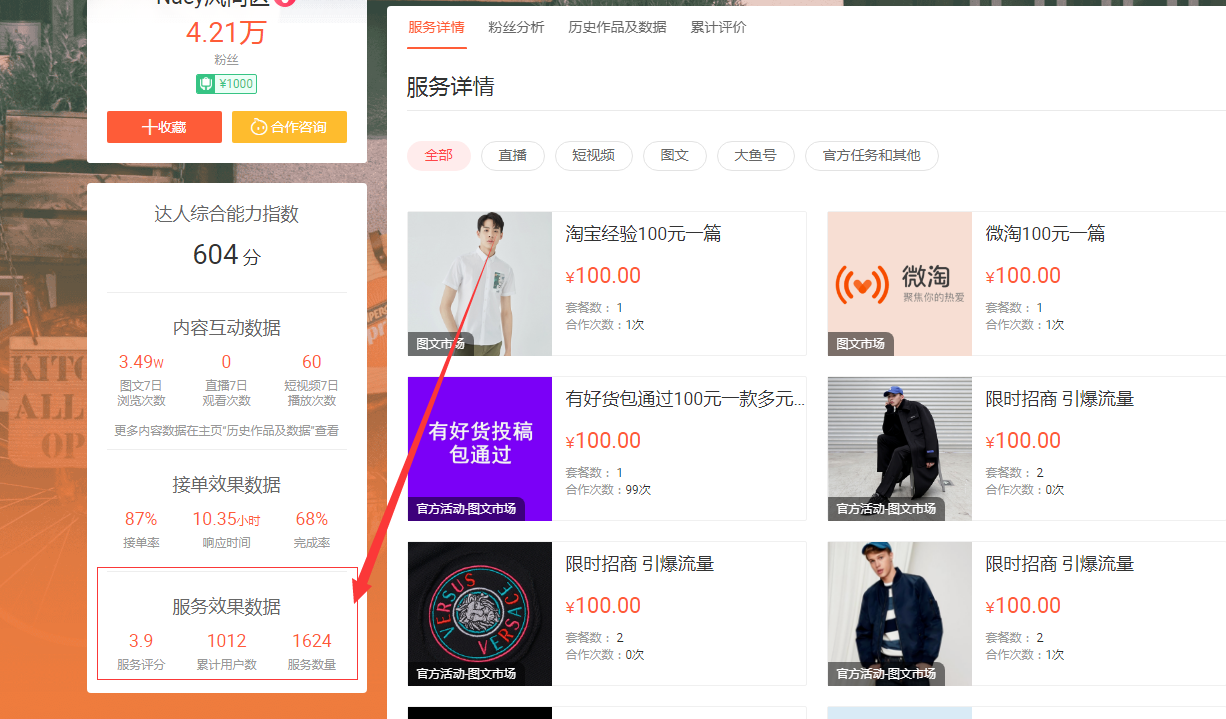 4.21万
粉丝
¥1000
收藏
合作咨询
达人综合能力指数
604 分
内容互动数据
3.49W 0 60
图文7日 直播7日 短视频7日
浏览次数 观看次数 播放次数
更多内容数据在主页"历史作品及数据"查看
接单效果数据
87% 10.35小时 68%
接单率 响应时间 完成率
服务效果数据
3.9 1012 1624
服务评分 累计用户数 服务数量
服务详情 粉丝分析 历史作品及数据 累计评价
服务详情
全部 直播 短视频 图文 大鱼号 官方任务和其他
图文市场
淘宝经验100元一篇
¥100.00
套餐数： 1
合作次数：1次
微淘
聚焦你的热爱
图文市场
微淘100元一篇
¥100.00
套餐数： 1
合作次数：1次
有好货投稿
包通过
官方活动-图文市场
有好货包通过100元一款多元...
¥100.00
套餐数： 1
合作次数：99次
官方活动-图文市场
限时招商 引爆流量
¥100.00
套餐数： 2
合作次数：0次
VERSUS
VERSACE
官方活动-图文市场
限时招商 引爆流量
¥100.00
套餐数： 2
合作次数：0次
官方活动-图文市场
限时招商 引爆流量
¥100.00
套餐数： 2
合作次数：1次